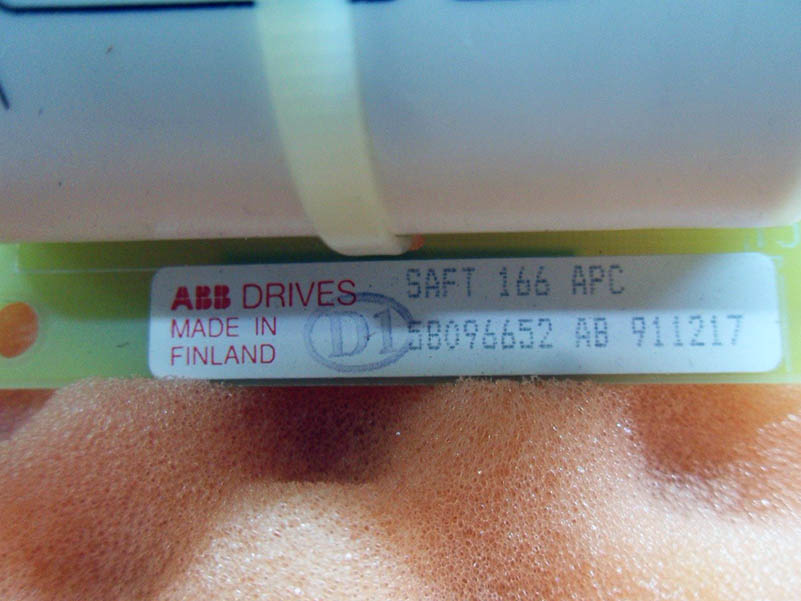 ABB DRIVES SAFT 166 APC
MADE IN D1 58096652 AB 911217
FINLAND